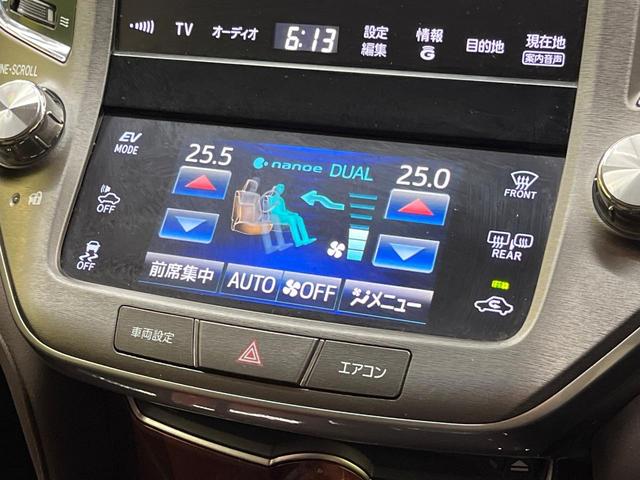 TV オーディオ 6:13 設定 編集 情報 G 目的地 現在地 案内音声
NE•SCROLL
EV MODE
25.5 nanoe DUAL 25.0
FRONT
OFF
REAR
OFF
前席集中 AUTO OFF メニュー
車両設定 エアコン